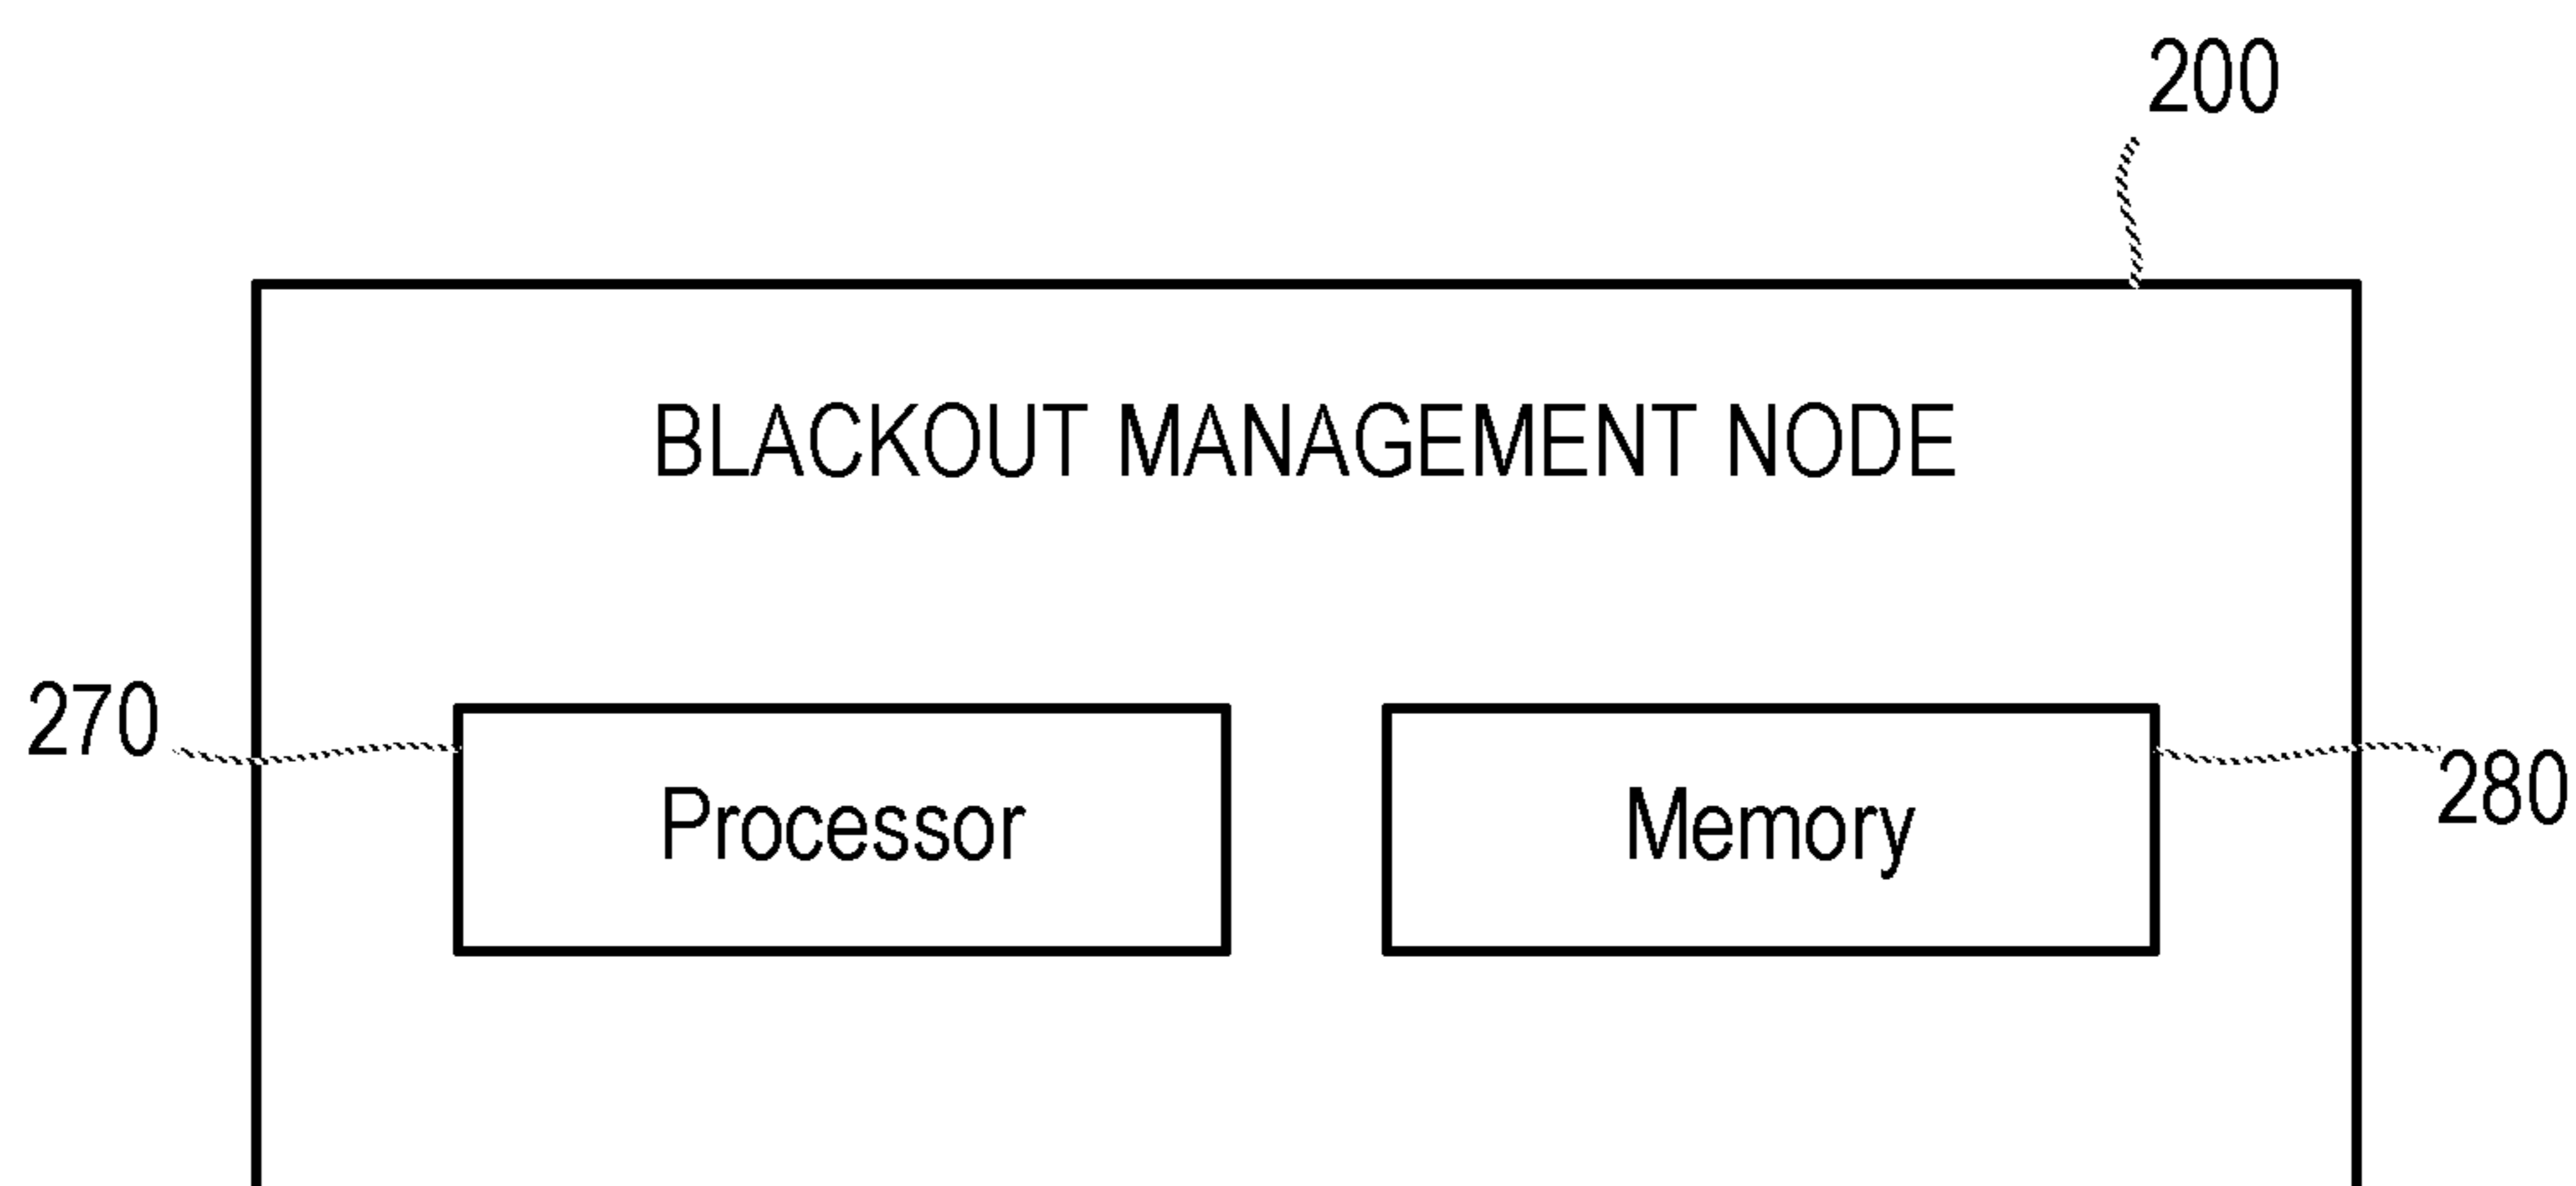 200
BLACKOUT MANAGEMENT NODE
270
Processor
Memory
280